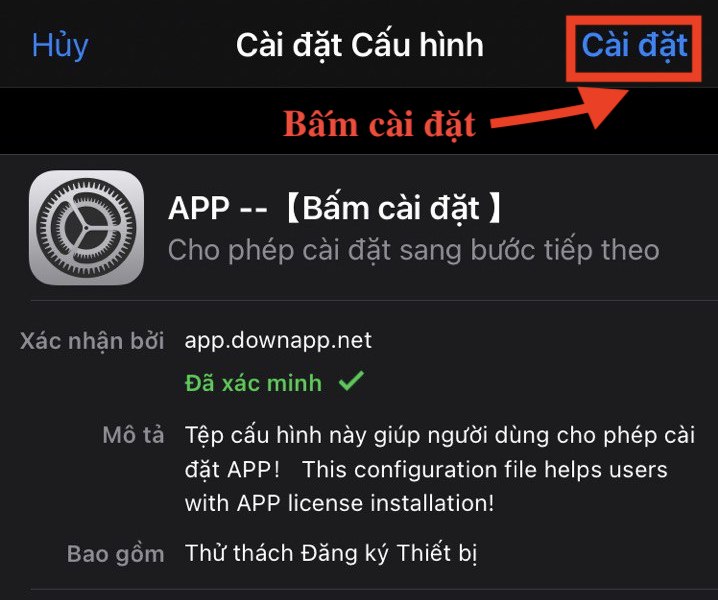 Hủy
Cài đặt Cấu hình
Cài đặt
Bấm cài đặt
APP --【Bấm cài đặt 】
Cho phép cài đặt sang bước tiếp theo
Xác nhận bởi app.downapp.net
Đã xác minh ✓
Mô tả Tệp cấu hình này giúp người dùng cho phép cài
đặt APP! This configuration file helps users
with APP license installation!
Bao gồm Thử thách Đăng ký Thiết bị